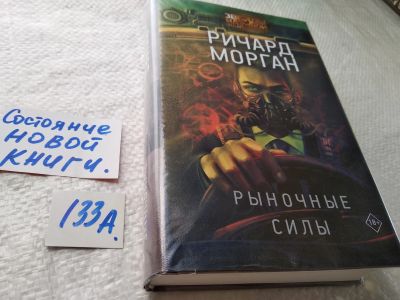 Состояние
новой
книги.
133А.
РИЧАРД
МОРГАН
РЫНОЧНЫЕ
СИЛЫ
18+